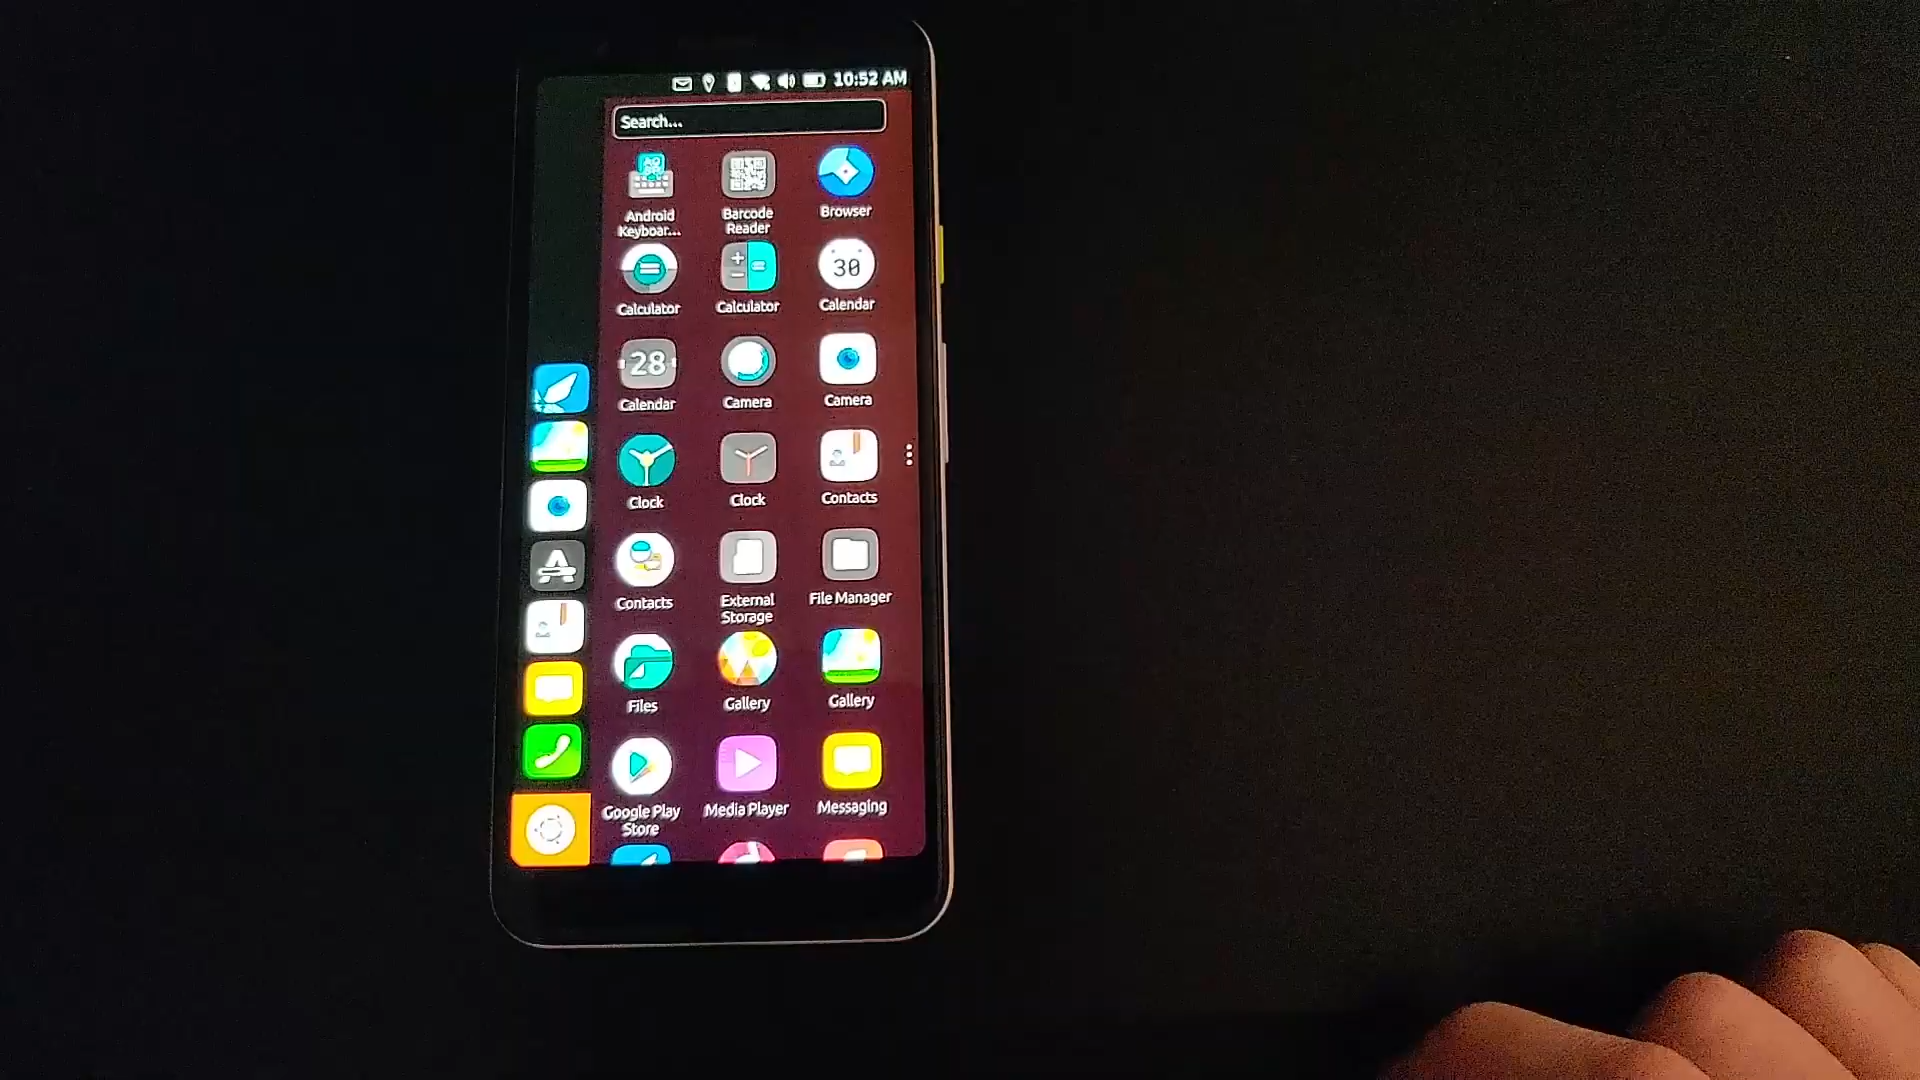 10:52 AM
Search...
Android Keyboar...
Barcode Reader
Browser
Calculator
Calculator
30
Calendar
28
Calendar
Camera
Camera
Clock
Clock
Contacts
Contacts
External Storage
File Manager
Files
Gallery
Gallery
Google Play Store
Media Player
Messaging